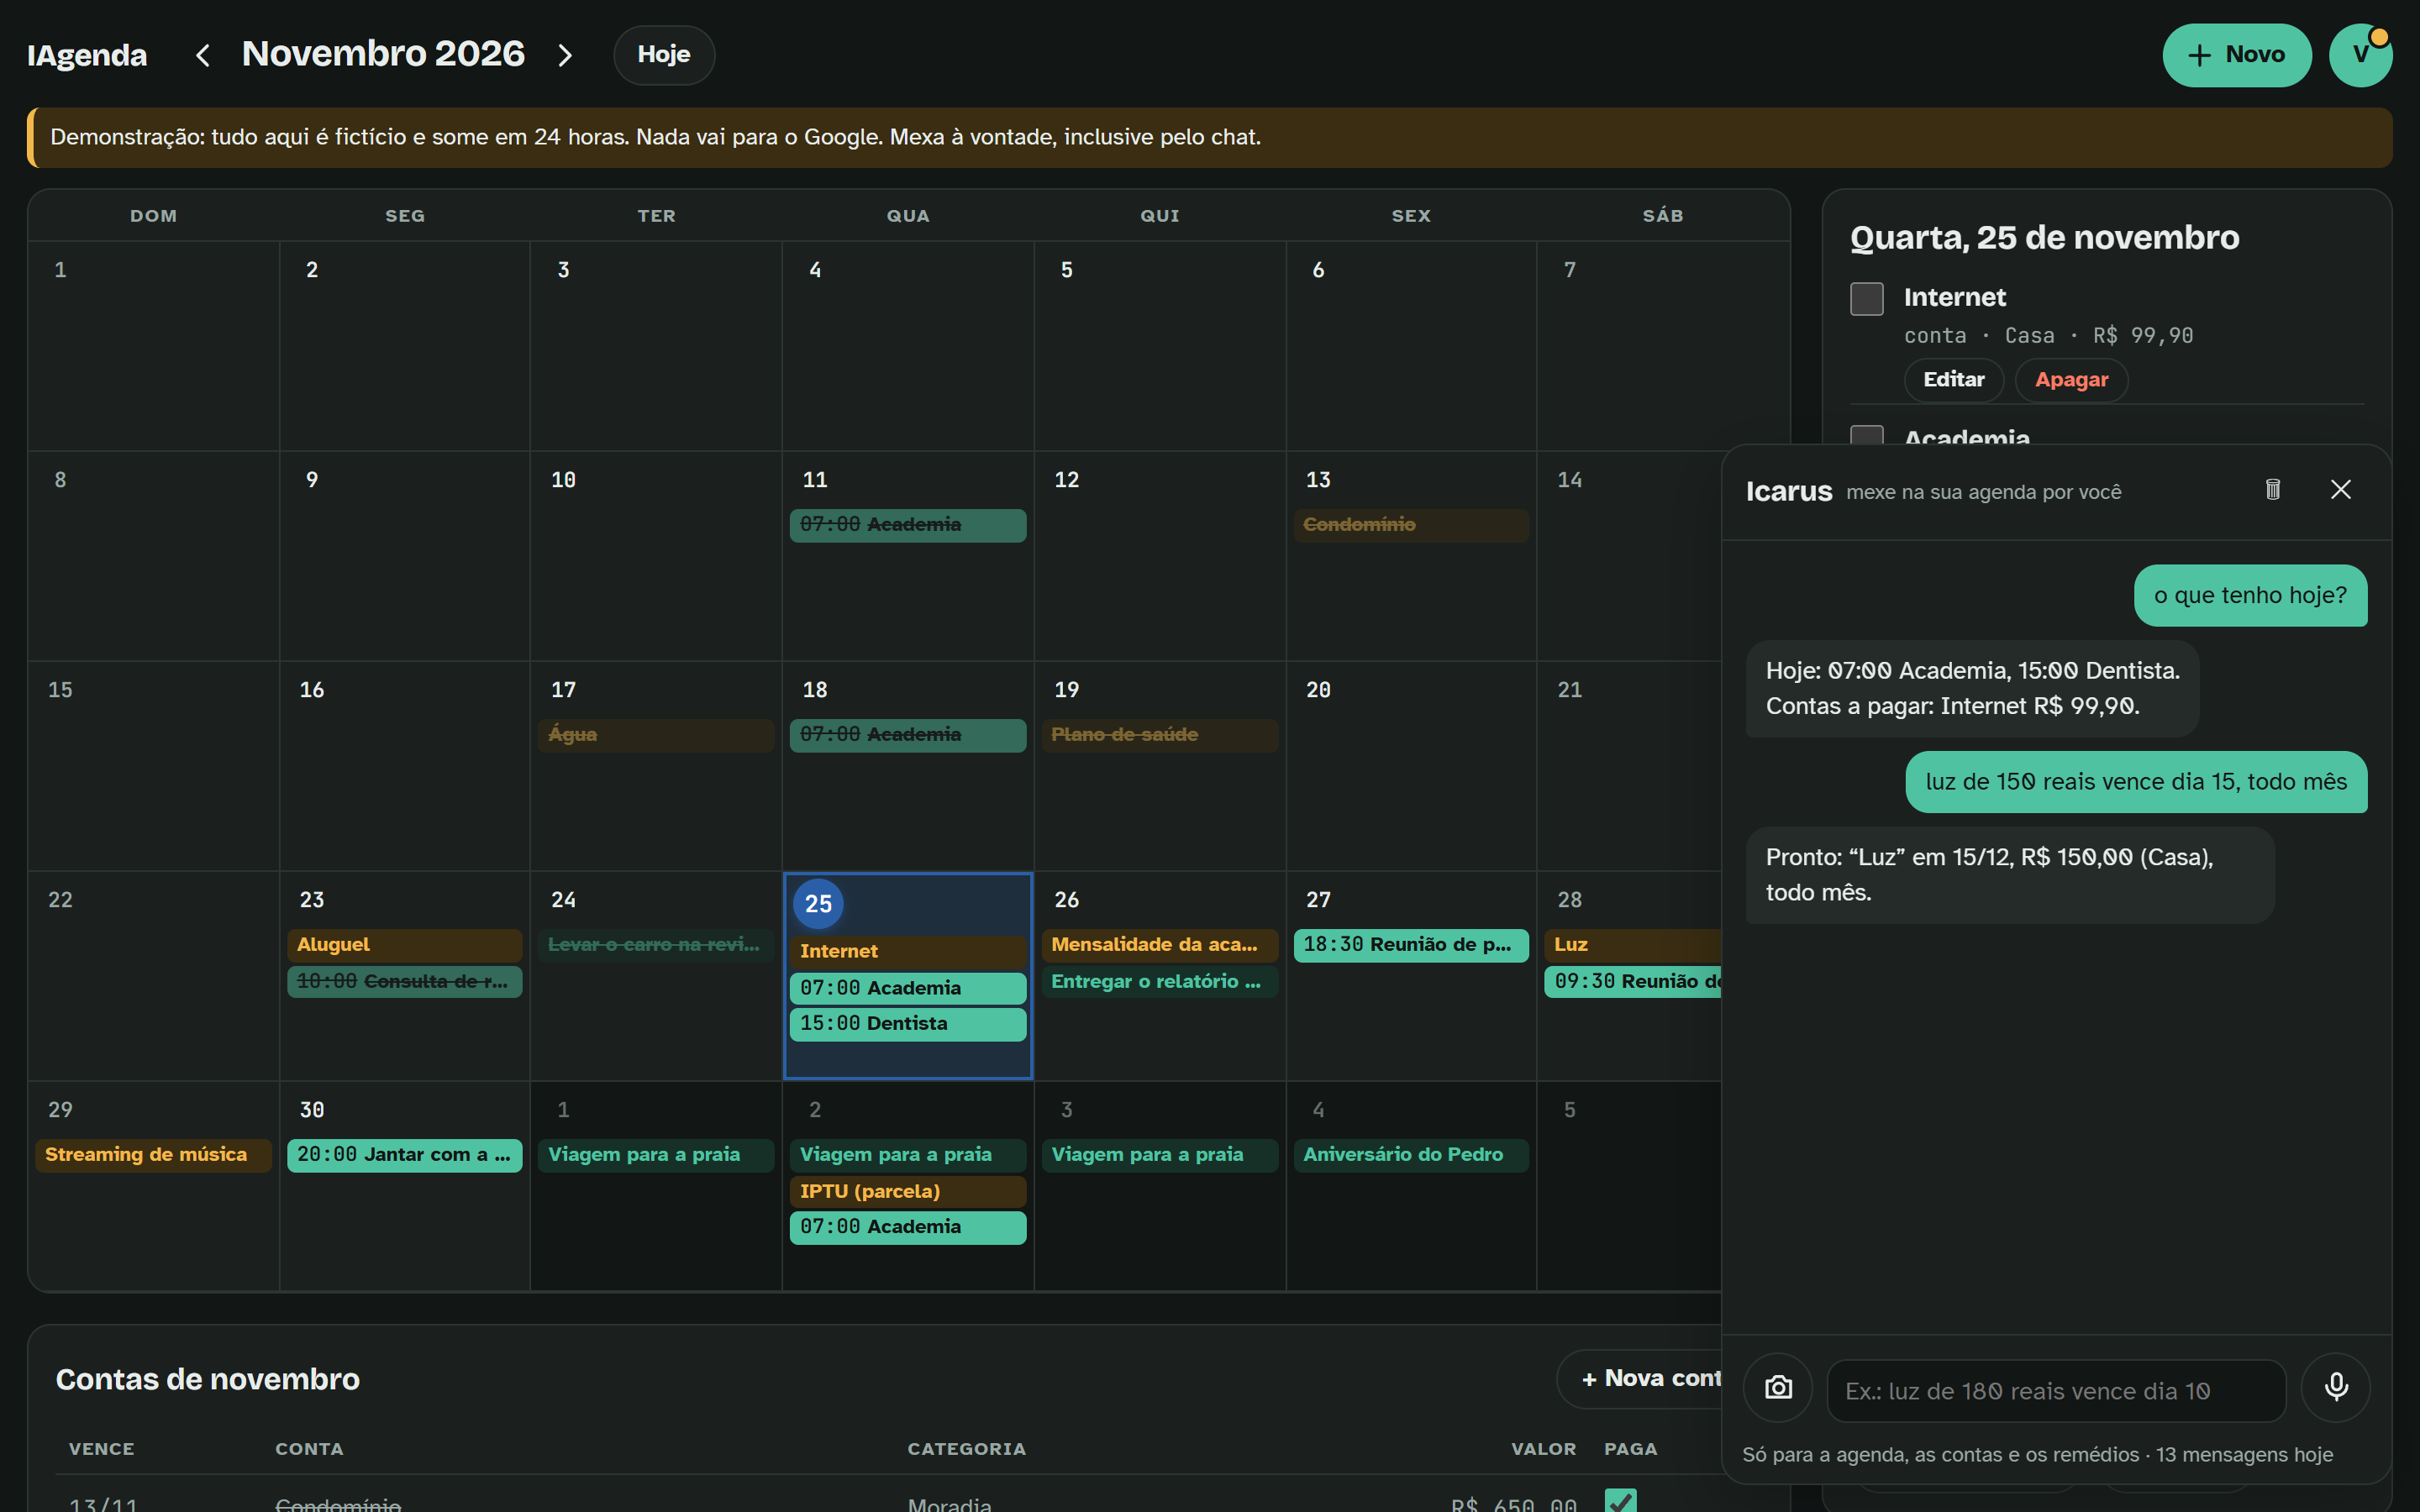 IAgenda
Novembro 2026
Hoje
Novo
V
Demonstração: tudo aqui é fictício e some em 24 horas. Nada vai para o Google. Mexa à vontade, inclusive pelo chat.
DOM SEG TER QUA QUI SEX SÁB
1 2 3 4 5 6 7
8 9 10 11 12 13 14
07:00 Academia
Condomínio
15 16 17 18 19 20 21
Água
07:00 Academia
Plano de saúde
22 23 24 25 26 27 28
Aluguel
10:00 Consulta de r...
Levar o carro na revi...
Internet
07:00 Academia
15:00 Dentista
Mensalidade da aca...
Entregar o relatório ...
18:30 Reunião de p...
Luz
09:30 Reunião de
29 30 1 2 3 4 5
Streaming de música
20:00 Jantar com a ...
Viagem para a praia
Viagem para a praia
IPTU (parcela)
07:00 Academia
Viagem para a praia
Aniversário do Pedro
Contas de novembro
+ Nova cont
VENCE CONTA CATEGORIA VALOR PAGA
13/11 Condomínio Moradia R$ 650,00
Quarta, 25 de novembro
Internet
conta · Casa · R$ 99,90
Editar Apagar
Academia
Icarus mexe na sua agenda por você
o que tenho hoje?
Hoje: 07:00 Academia, 15:00 Dentista.
Contas a pagar: Internet R$ 99,90.
luz de 150 reais vence dia 15, todo mês
Pronto: “Luz” em 15/12, R$ 150,00 (Casa),
todo mês.
Ex.: luz de 180 reais vence dia 10
Só para a agenda, as contas e os remédios · 13 mensagens hoje